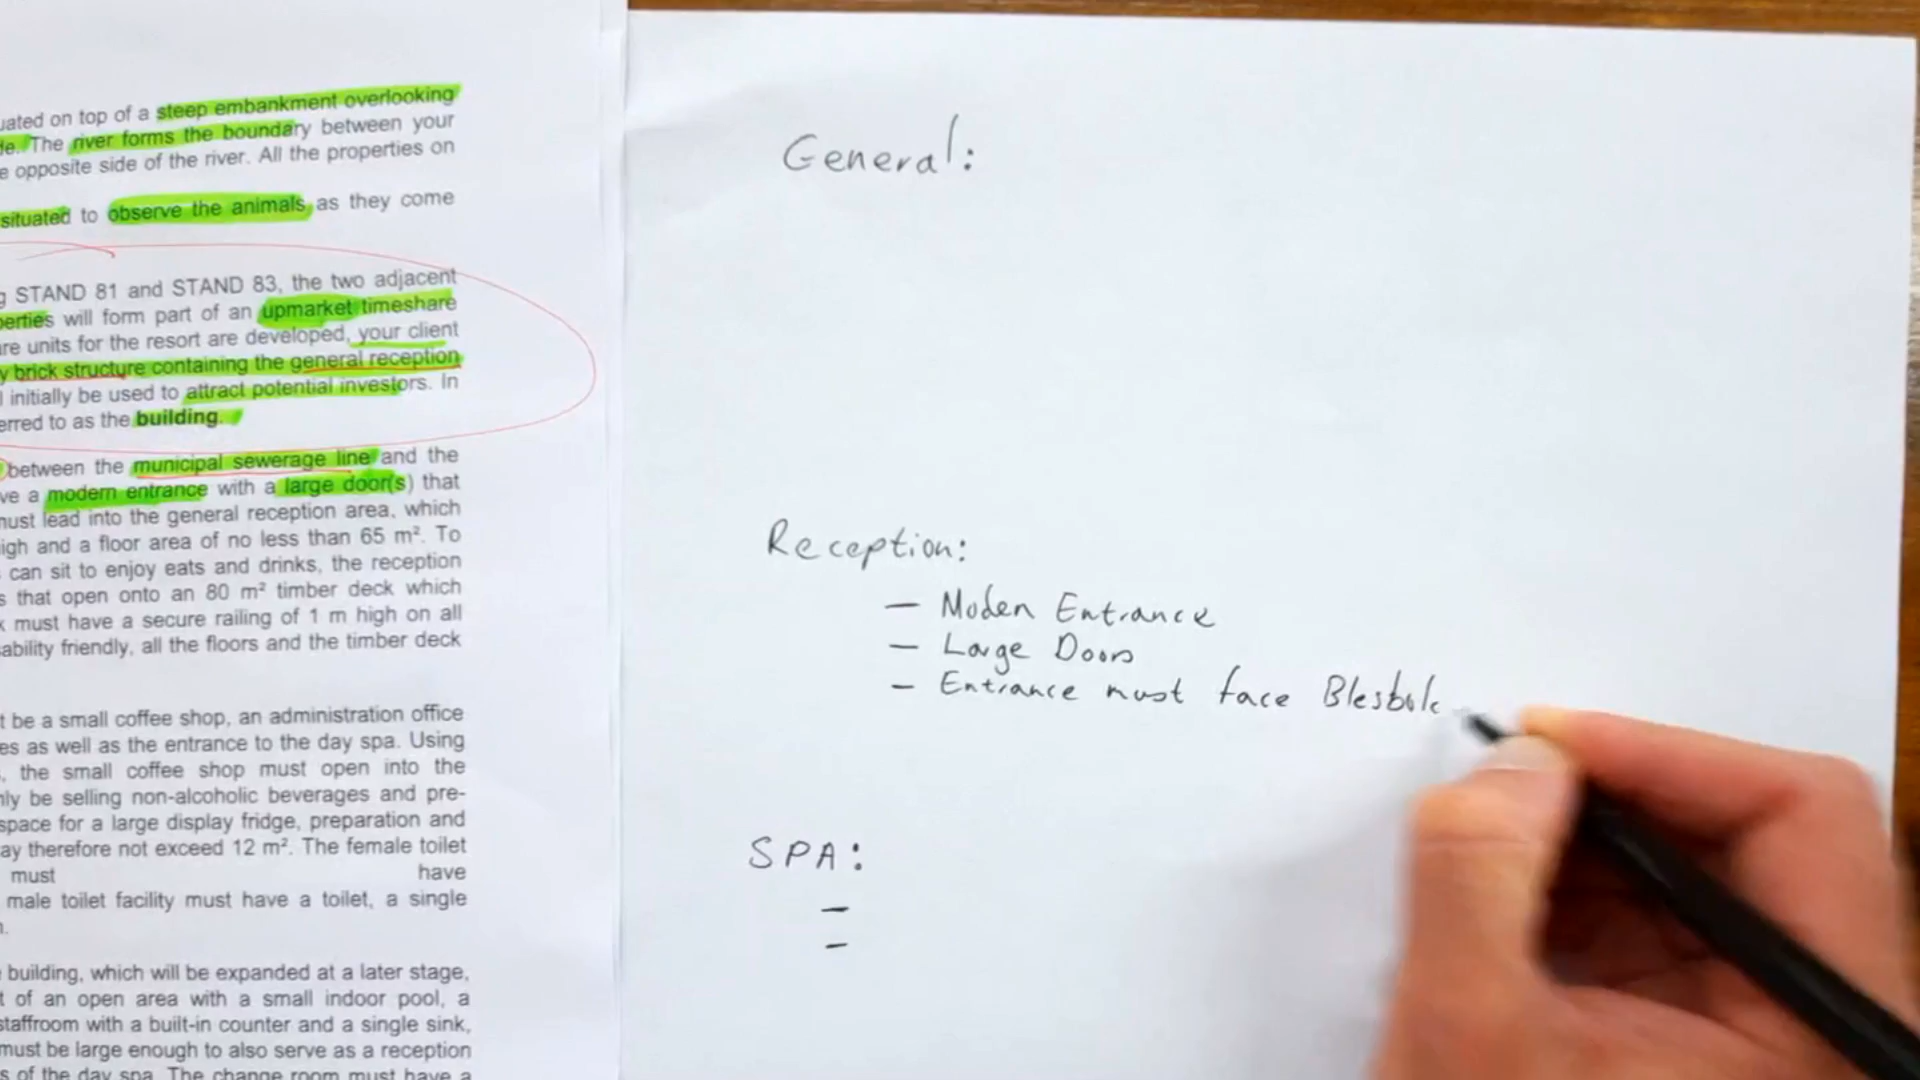 uated on top of a steep embankment overlooking
de. The river forms the boundary between your
e opposite side of the river. All the properties on
situated to observe the animals, as they come
g STAND 81 and STAND 83, the two adjacent
perties will form part of an upmarket timeshare
re units for the resort are developed, your client
y brick structure containing the general reception
l initially be used to attract potential investors. In
erred to as the building.
between the municipal sewerage line and the
ve a modern entrance with a large door(s) that
must lead into the general reception area, which
igh and a floor area of no less than 65 m². To
can sit to enjoy eats and drinks, the reception
s that open onto an 80 m² timber deck which
k must have a secure railing of 1 m high on all
ability friendly, all the floors and the timber deck
t be a small coffee shop, an administration office
es as well as the entrance to the day spa. Using
, the small coffee shop must open into the
nly be selling non-alcoholic beverages and pre-
space for a large display fridge, preparation and
ay therefore not exceed 12 m². The female toilet
must have
male toilet facility must have a toilet, a single
n.
building, which will be expanded at a later stage,
t of an open area with a small indoor pool, a
staffroom with a built-in counter and a single sink,
must be large enough to also serve as a reception
s of the day spa. The change room must have a
General:
Reception:
— Moden Entrance
— Large Doors
— Entrance must face Blesbok
SPA:
—
—